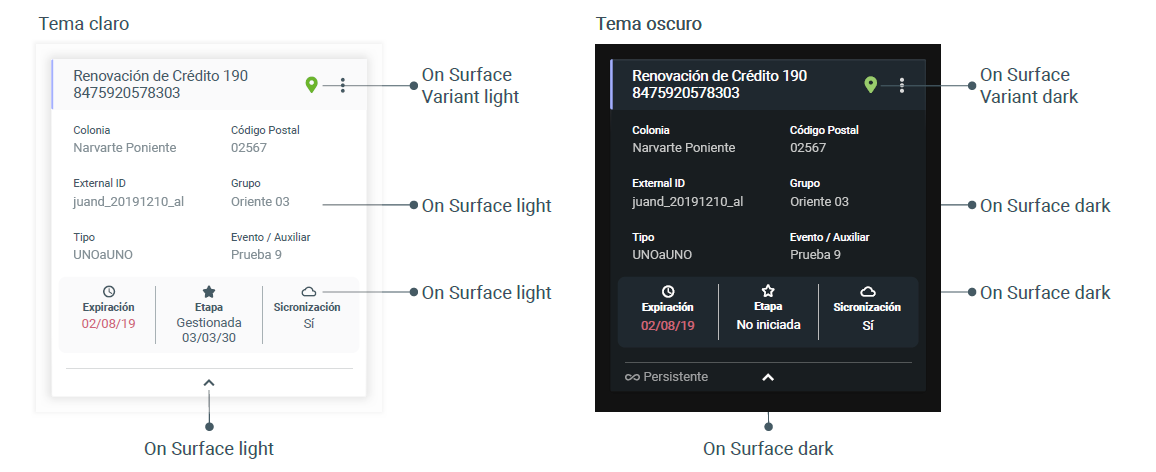 Tema claro
Renovación de Crédito 190
8475920578303
Colonia
Narvarte Poniente
Código Postal
02567
External ID
juand_20191210_al
Grupo
Oriente 03
Tipo
UNOaUNO
Evento / Auxiliar
Prueba 9
Expiración
02/08/19
Etapa
Gestionada
03/03/30
Sicronización
Sí
On Surface
Variant light
On Surface light
On Surface light
On Surface light
Tema oscuro
Renovación de Crédito 190
8475920578303
Colonia
Narvarte Poniente
Código Postal
02567
External ID
juand_20191210_al
Grupo
Oriente 03
Tipo
UNOaUNO
Evento / Auxiliar
Prueba 9
Expiración
02/08/19
Etapa
No iniciada
Sicronización
Sí
Persistente
On Surface
Variant dark
On Surface dark
On Surface dark
On Surface dark